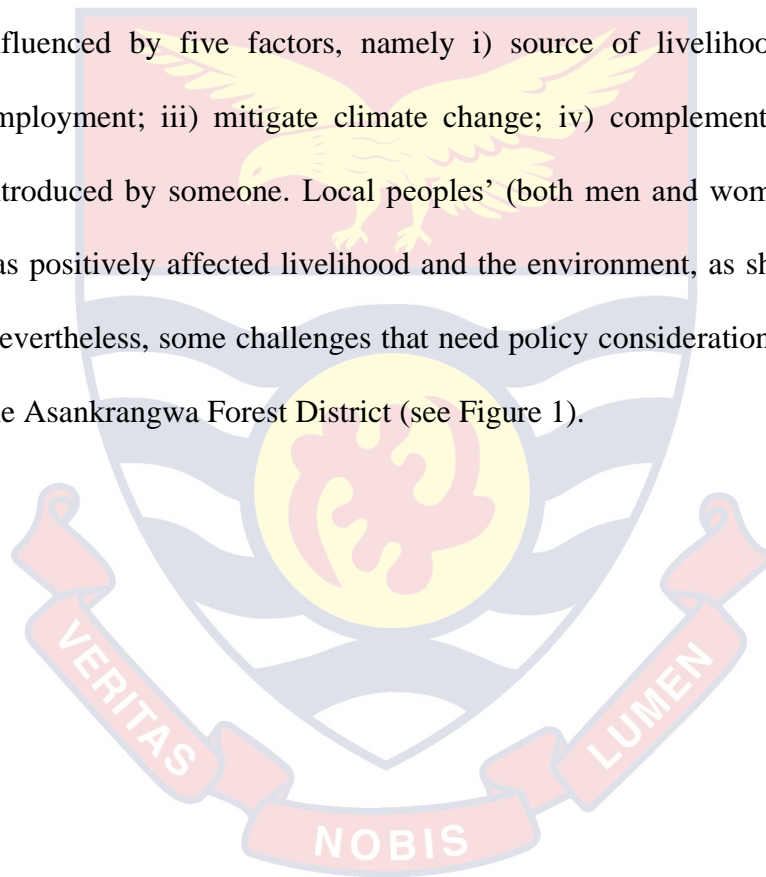 fluenced by five factors, namely i) source of livelihoo
mployment; iii) mitigate climate change; iv) complement
troduced by someone. Local peoples’ (both men and wom
as positively affected livelihood and the environment, as sh
evertheless, some challenges that need policy consideration
e Asankrangwa Forest District (see Figure 1).
VERITAS
NOBIS
LUMEN